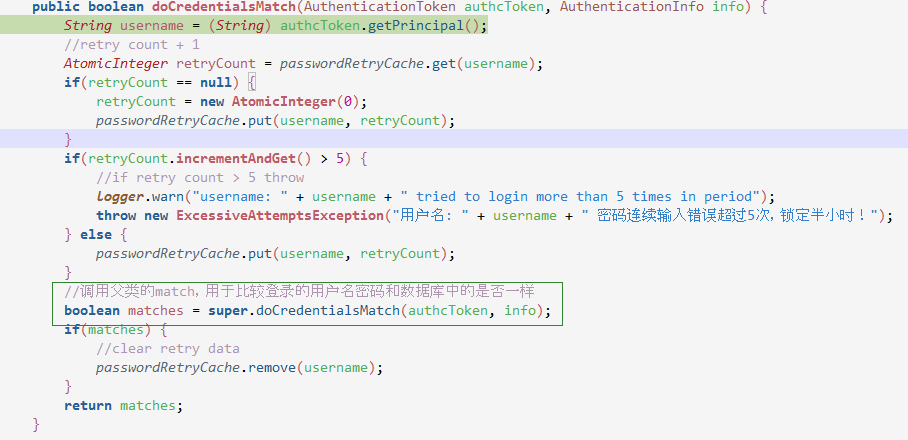 public boolean doCredentialsMatch(AuthenticationToken authcToken, AuthenticationInfo info) {
String username = (String) authcToken.getPrincipal();
//retry count + 1
AtomicInteger retryCount = passwordRetryCache.get(username);
if(retryCount == null) {
retryCount = new AtomicInteger(0);
passwordRetryCache.put(username, retryCount);
}
if(retryCount.incrementAndGet() > 5) {
//if retry count > 5 throw
logger.warn("username: " + username + " tried to login more than 5 times in period");
throw new ExcessiveAttemptsException("用户名: " + username + " 密码连续输入错误超过5次，锁定半小时！");
} else {
passwordRetryCache.put(username, retryCount);
}
//调用父类的match，用于比较登录的用户名密码和数据库中的是否一样
boolean matches = super.doCredentialsMatch(authcToken, info);
if(matches) {
//clear retry data
passwordRetryCache.remove(username);
}
return matches;
}